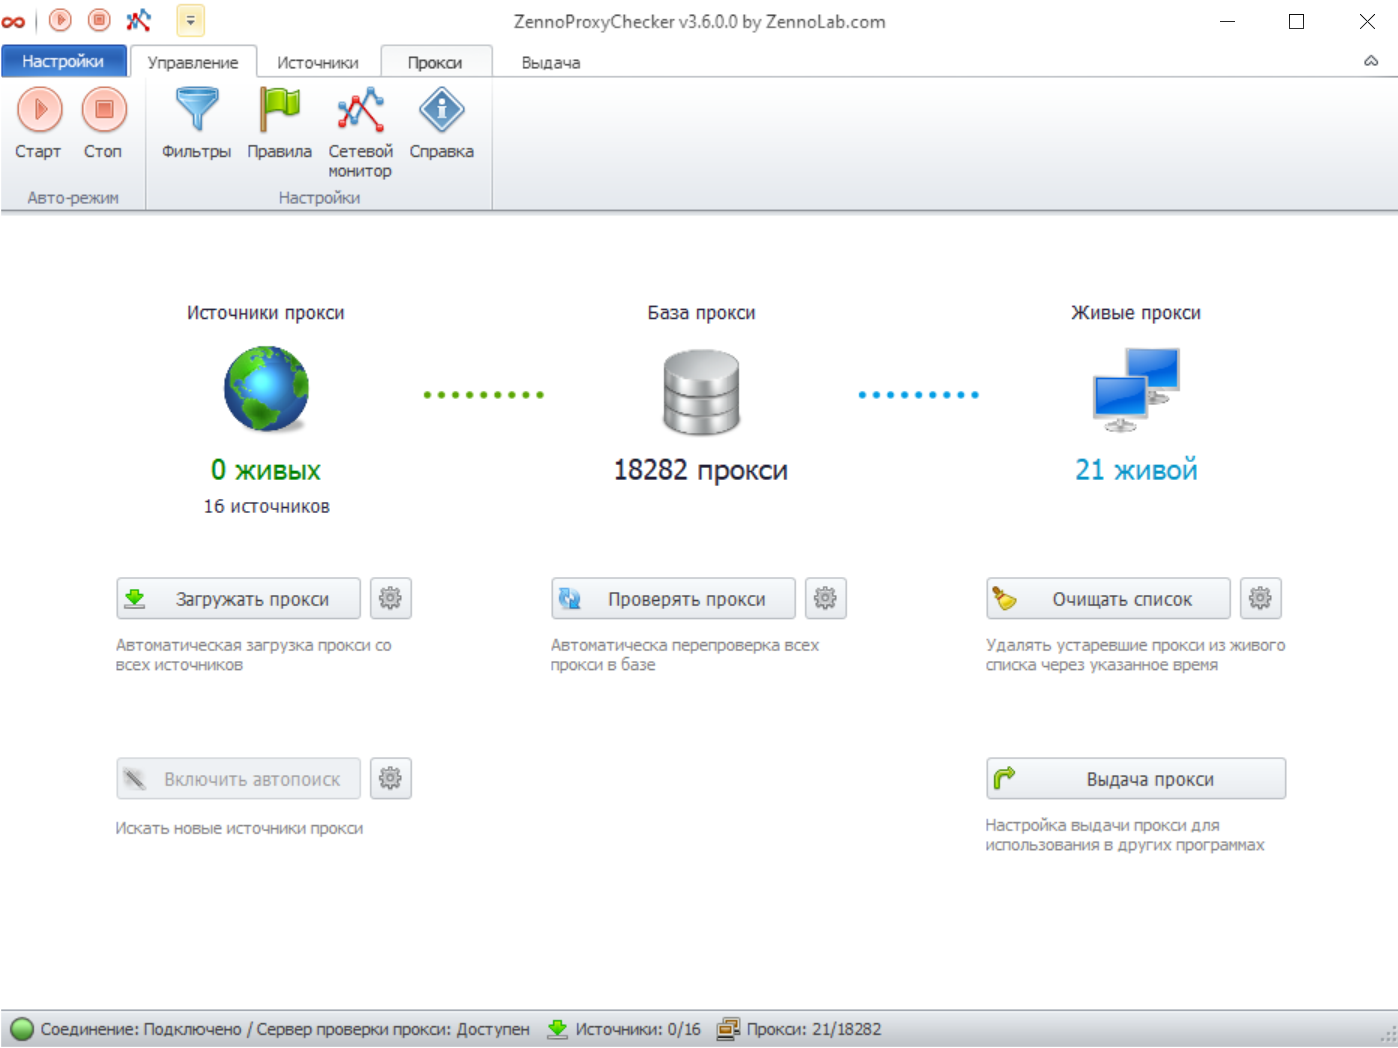 ZennoProxyChecker v3.6.0.0 by ZennoLab.com
Настройки Управление Источники Прокси Выдача
Старт Стоп Фильтры Правила Сетевой монитор Справка
Авто-режим Настройки
Источники прокси База прокси Живые прокси
0 живых 18282 прокси 21 живой
16 источников
Загружать прокси Проверять прокси Очищать список
Автоматическая загрузка прокси со
всех источников
Автоматическа перепроверка всех
прокси в базе
Удалять устаревшие прокси из живого
списка через указанное время
Включить автопоиск Выдача прокси
Искать новые источники прокси
Настройка выдачи прокси для
использования в других программах
Соединение: Подключено / Сервер проверки прокси: Доступен Источники: 0/16 Прокси: 21/18282